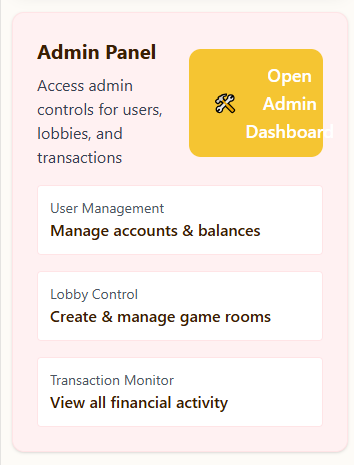 Admin Panel
Access admin
controls for users,
lobbies, and
transactions
Open
Admin
Dashboard
User Management
Manage accounts & balances
Lobby Control
Create & manage game rooms
Transaction Monitor
View all financial activity